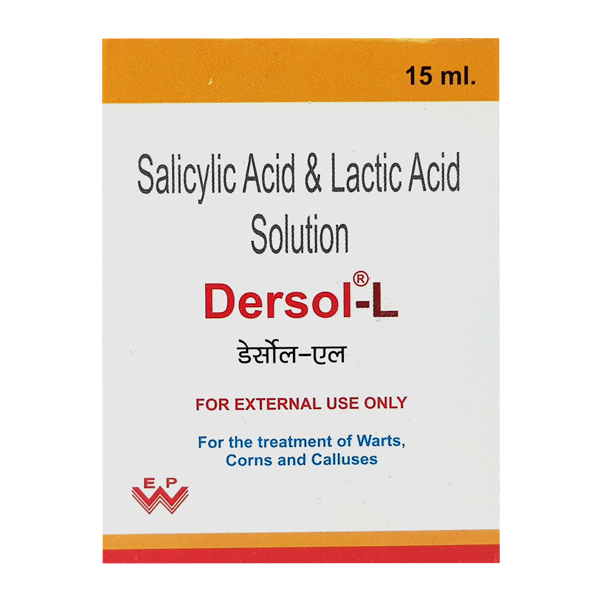 15 ml.
Salicylic Acid & Lactic Acid
Solution
Dersol®-L
डेर्सोल-एल
FOR EXTERNAL USE ONLY
For the treatment of Warts,
Corns and Calluses
E P
W